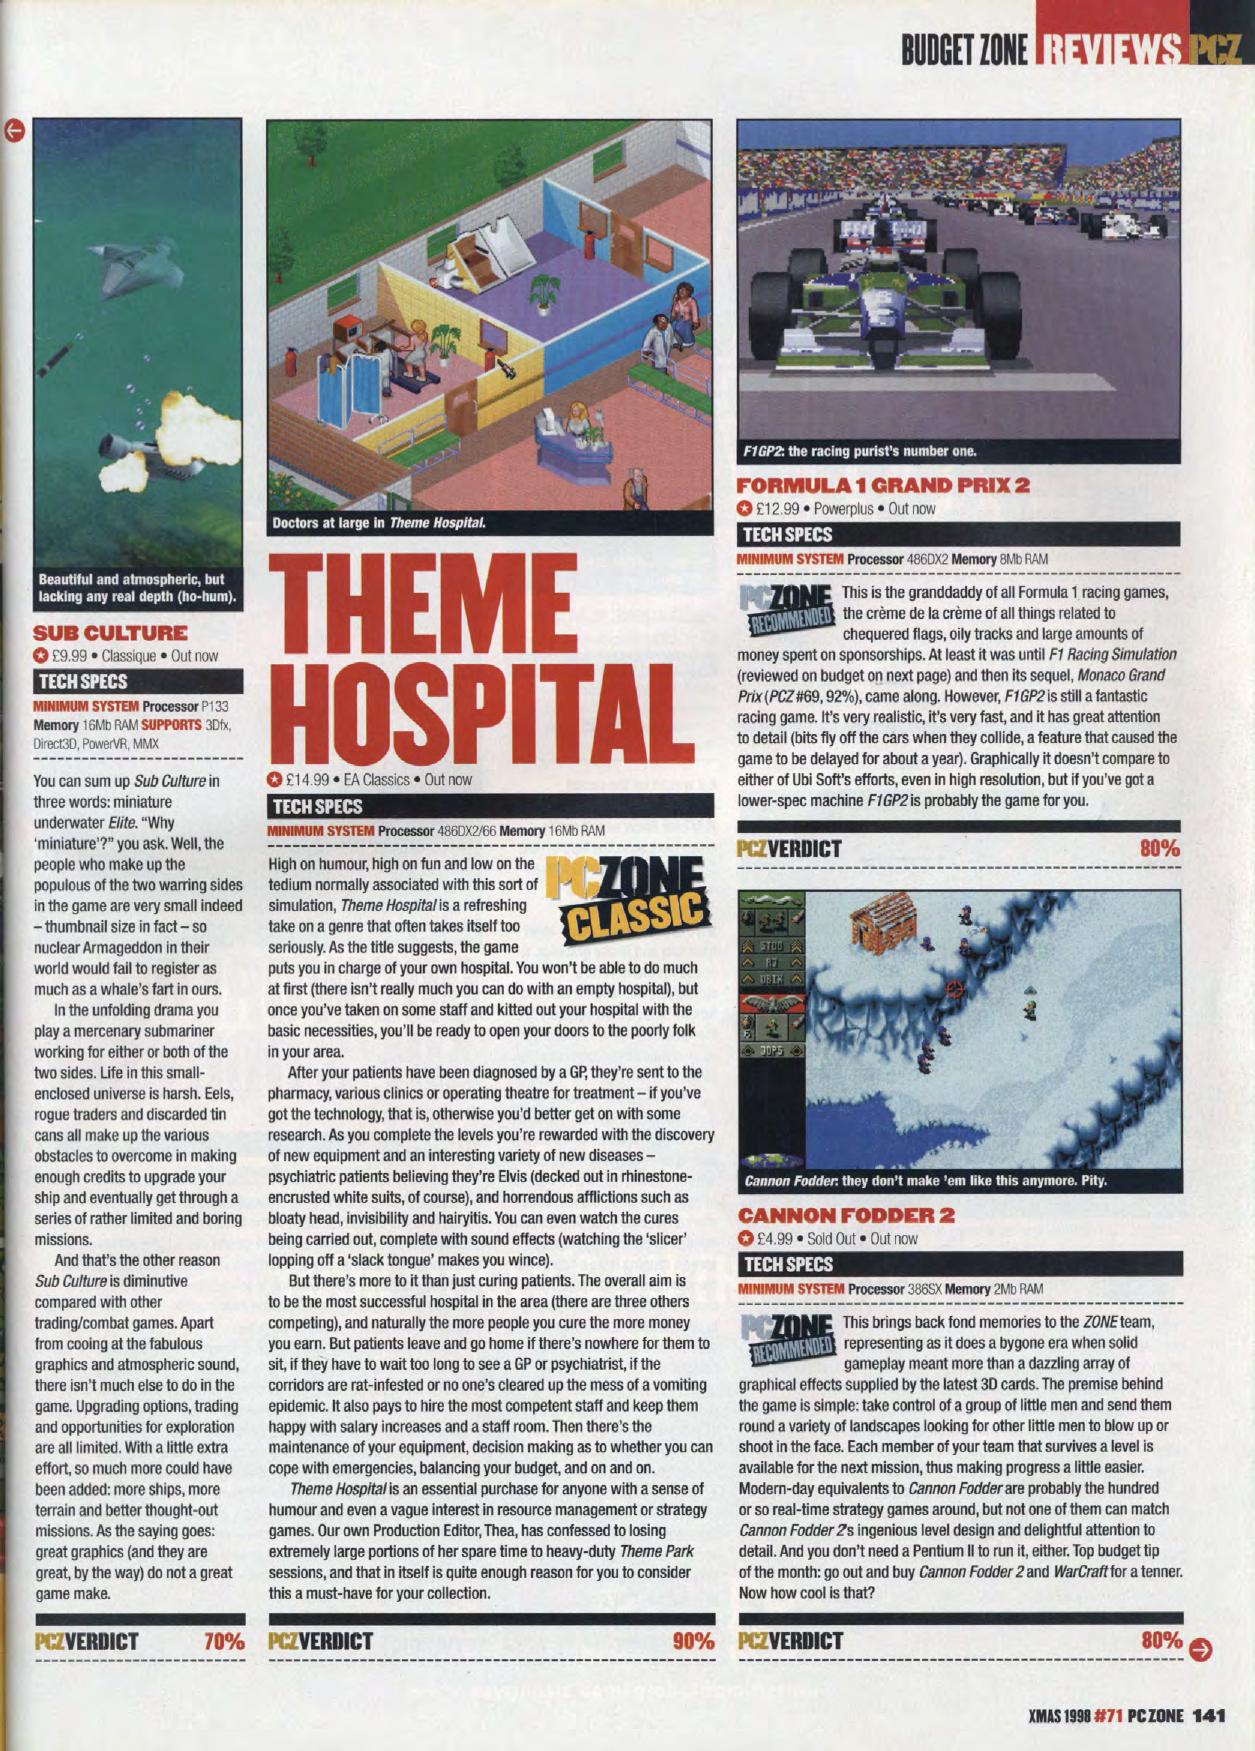 BUDGET ZONE REVIEWS PCZ
Beautiful and atmospheric, but
lacking any real depth (ho-hum).
SUB CULTURE
£9.99 • Classique • Out now
TECH SPECS
MINIMUM SYSTEM Processor P133
Memory 16Mb RAM SUPPORTS 3Dfx,
Direct3D, PowerVR, MMX
You can sum up Sub Culture in
three words: miniature
underwater Elite. “Why
‘miniature’?” you ask. Well, the
people who make up the
populous of the two warring sides
in the game are very small indeed
– thumbnail size in fact – so
nuclear Armageddon in their
world would fail to register as
much as a whale’s fart in ours.
In the unfolding drama you
play a mercenary submariner
working for either or both of the
two sides. Life in this small-
enclosed universe is harsh. Eels,
rogue traders and discarded tin
cans all make up the various
obstacles to overcome in making
enough credits to upgrade your
ship and eventually get through a
series of rather limited and boring
missions.
And that’s the other reason
Sub Culture is diminutive
compared with other
trading/combat games. Apart
from cooing at the fabulous
graphics and atmospheric sound,
there isn’t much else to do in the
game. Upgrading options, trading
and opportunities for exploration
are all limited. With a little extra
effort, so much more could have
been added: more ships, more
terrain and better thought-out
missions. As the saying goes:
great graphics (and they are
great, by the way) do not a great
game make.
PCZVERDICT 70%
Doctors at large in Theme Hospital.
THEME
HOSPITAL
£14.99 • EA Classics • Out now
TECH SPECS
MINIMUM SYSTEM Processor 486DX2/66 Memory 16Mb RAM
PCZONE
CLASSIC
High on humour, high on fun and low on the
tedium normally associated with this sort of
simulation, Theme Hospital is a refreshing
take on a genre that often takes itself too
seriously. As the title suggests, the game
puts you in charge of your own hospital. You won’t be able to do much
at first (there isn’t really much you can do with an empty hospital), but
once you’ve taken on some staff and kitted out your hospital with the
basic necessities, you’ll be ready to open your doors to the poorly folk
in your area.
After your patients have been diagnosed by a GP, they’re sent to the
pharmacy, various clinics or operating theatre for treatment – if you’ve
got the technology, that is, otherwise you’d better get on with some
research. As you complete the levels you’re rewarded with the discovery
of new equipment and an interesting variety of new diseases –
psychiatric patients believing they’re Elvis (decked out in rhinestone-
encrusted white suits, of course), and horrendous afflictions such as
bloaty head, invisibility and hairyitis. You can even watch the cures
being carried out, complete with sound effects (watching the ‘slicer’
lopping off a ‘slack tongue’ makes you wince).
But there’s more to it than just curing patients. The overall aim is
to be the most successful hospital in the area (there are three others
competing), and naturally the more people you cure the more money
you earn. But patients leave and go home if there’s nowhere for them to
sit, if they have to wait too long to see a GP or psychiatrist, if the
corridors are rat-infested or no one’s cleared up the mess of a vomiting
epidemic. It also pays to hire the most competent staff and keep them
happy with salary increases and a staff room. Then there’s the
maintenance of your equipment, decision making as to whether you can
cope with emergencies, balancing your budget, and on and on.
Theme Hospital is an essential purchase for anyone with a sense of
humour and even a vague interest in resource management or strategy
games. Our own Production Editor, Thea, has confessed to losing
extremely large portions of her spare time to heavy-duty Theme Park
sessions, and that in itself is quite enough reason for you to consider
this a must-have for your collection.
PCZVERDICT 90%
F1GP2: the racing purist’s number one.
FORMULA 1 GRAND PRIX 2
£12.99 • Powerplus • Out now
TECH SPECS
MINIMUM SYSTEM Processor 486DX2 Memory 8Mb RAM
PCZONE
RECOMMENDED
This is the granddaddy of all Formula 1 racing games,
the crème de la crème of all things related to
chequered flags, oily tracks and large amounts of
money spent on sponsorships. At least it was until F1 Racing Simulation
(reviewed on budget on next page) and then its sequel, Monaco Grand
Prix (PCZ #69, 92%), came along. However, F1GP2 is still a fantastic
racing game. It’s very realistic, it’s very fast, and it has great attention
to detail (bits fly off the cars when they collide, a feature that caused the
game to be delayed for about a year). Graphically it doesn’t compare to
either of Ubi Soft’s efforts, even in high resolution, but if you’ve got a
lower-spec machine F1GP2 is probably the game for you.
PCZVERDICT 80%
STOO
RJ
UBIK
JOPS
Cannon Fodder: they don’t make ’em like this anymore. Pity.
CANNON FODDER 2
£4.99 • Sold Out • Out now
TECH SPECS
MINIMUM SYSTEM Processor 386SX Memory 2Mb RAM
PCZONE
RECOMMENDED
This brings back fond memories to the ZONE team,
representing as it does a bygone era when solid
gameplay meant more than a dazzling array of
graphical effects supplied by the latest 3D cards. The premise behind
the game is simple: take control of a group of little men and send them
round a variety of landscapes looking for other little men to blow up or
shoot in the face. Each member of your team that survives a level is
available for the next mission, thus making progress a little easier.
Modern-day equivalents to Cannon Fodder are probably the hundred
or so real-time strategy games around, but not one of them can match
Cannon Fodder 2’s ingenious level design and delightful attention to
detail. And you don’t need a Pentium II to run it, either. Top budget tip
of the month: go out and buy Cannon Fodder 2 and WarCraft for a tenner.
Now how cool is that?
PCZVERDICT 80%
XMAS 1998 #71 PC ZONE 141